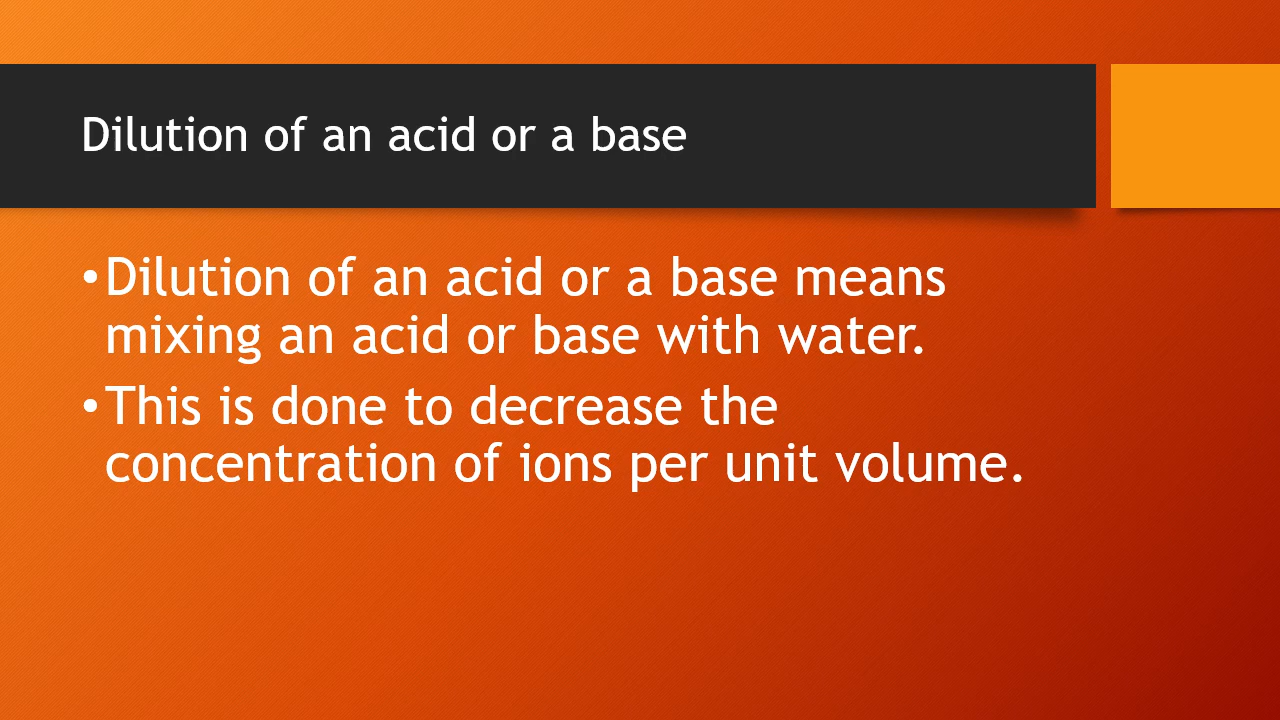 Dilution of an acid or a base
•Dilution of an acid or a base means
mixing an acid or base with water.
•This is done to decrease the
concentration of ions per unit volume.